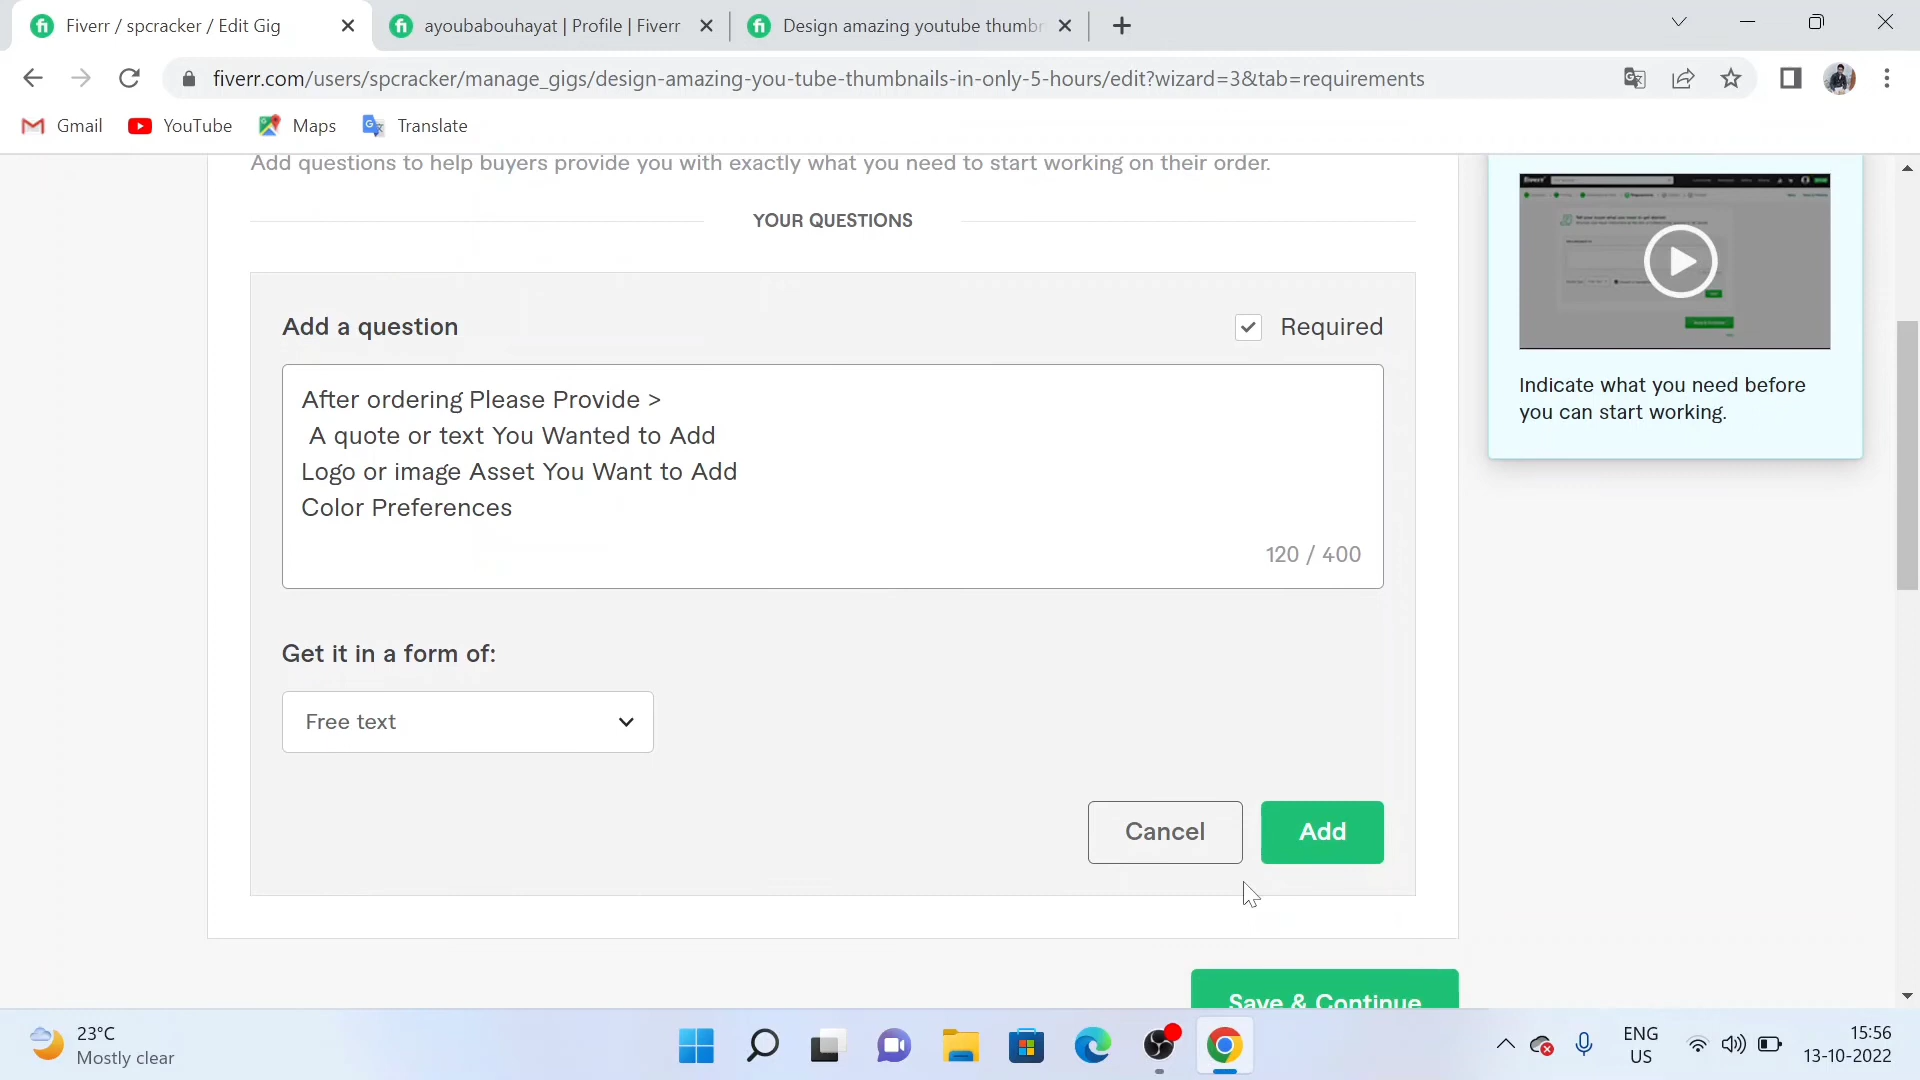 Fiverr / spcracker / Edit Gig
ayoubabouhayat | Profile | Fiverr
Design amazing youtube thumbn
fiverr.com/users/spcracker/manage_gigs/design-amazing-you-tube-thumbnails-in-only-5-hours/edit?wizard=3&tab=requirements
Gmail
YouTube
Maps
Translate
Add questions to help buyers provide you with exactly what you need to start working on their order.
YOUR QUESTIONS
Add a question
Required
After ordering Please Provide >
A quote or text You Wanted to Add
Logo or image Asset You Want to Add
Color Preferences
120 / 400
Get it in a form of:
Free text
Cancel
Add
Save & Continue
Indicate what you need before
you can start working.
23°C
Mostly clear
ENG
US
15:56
13-10-2022